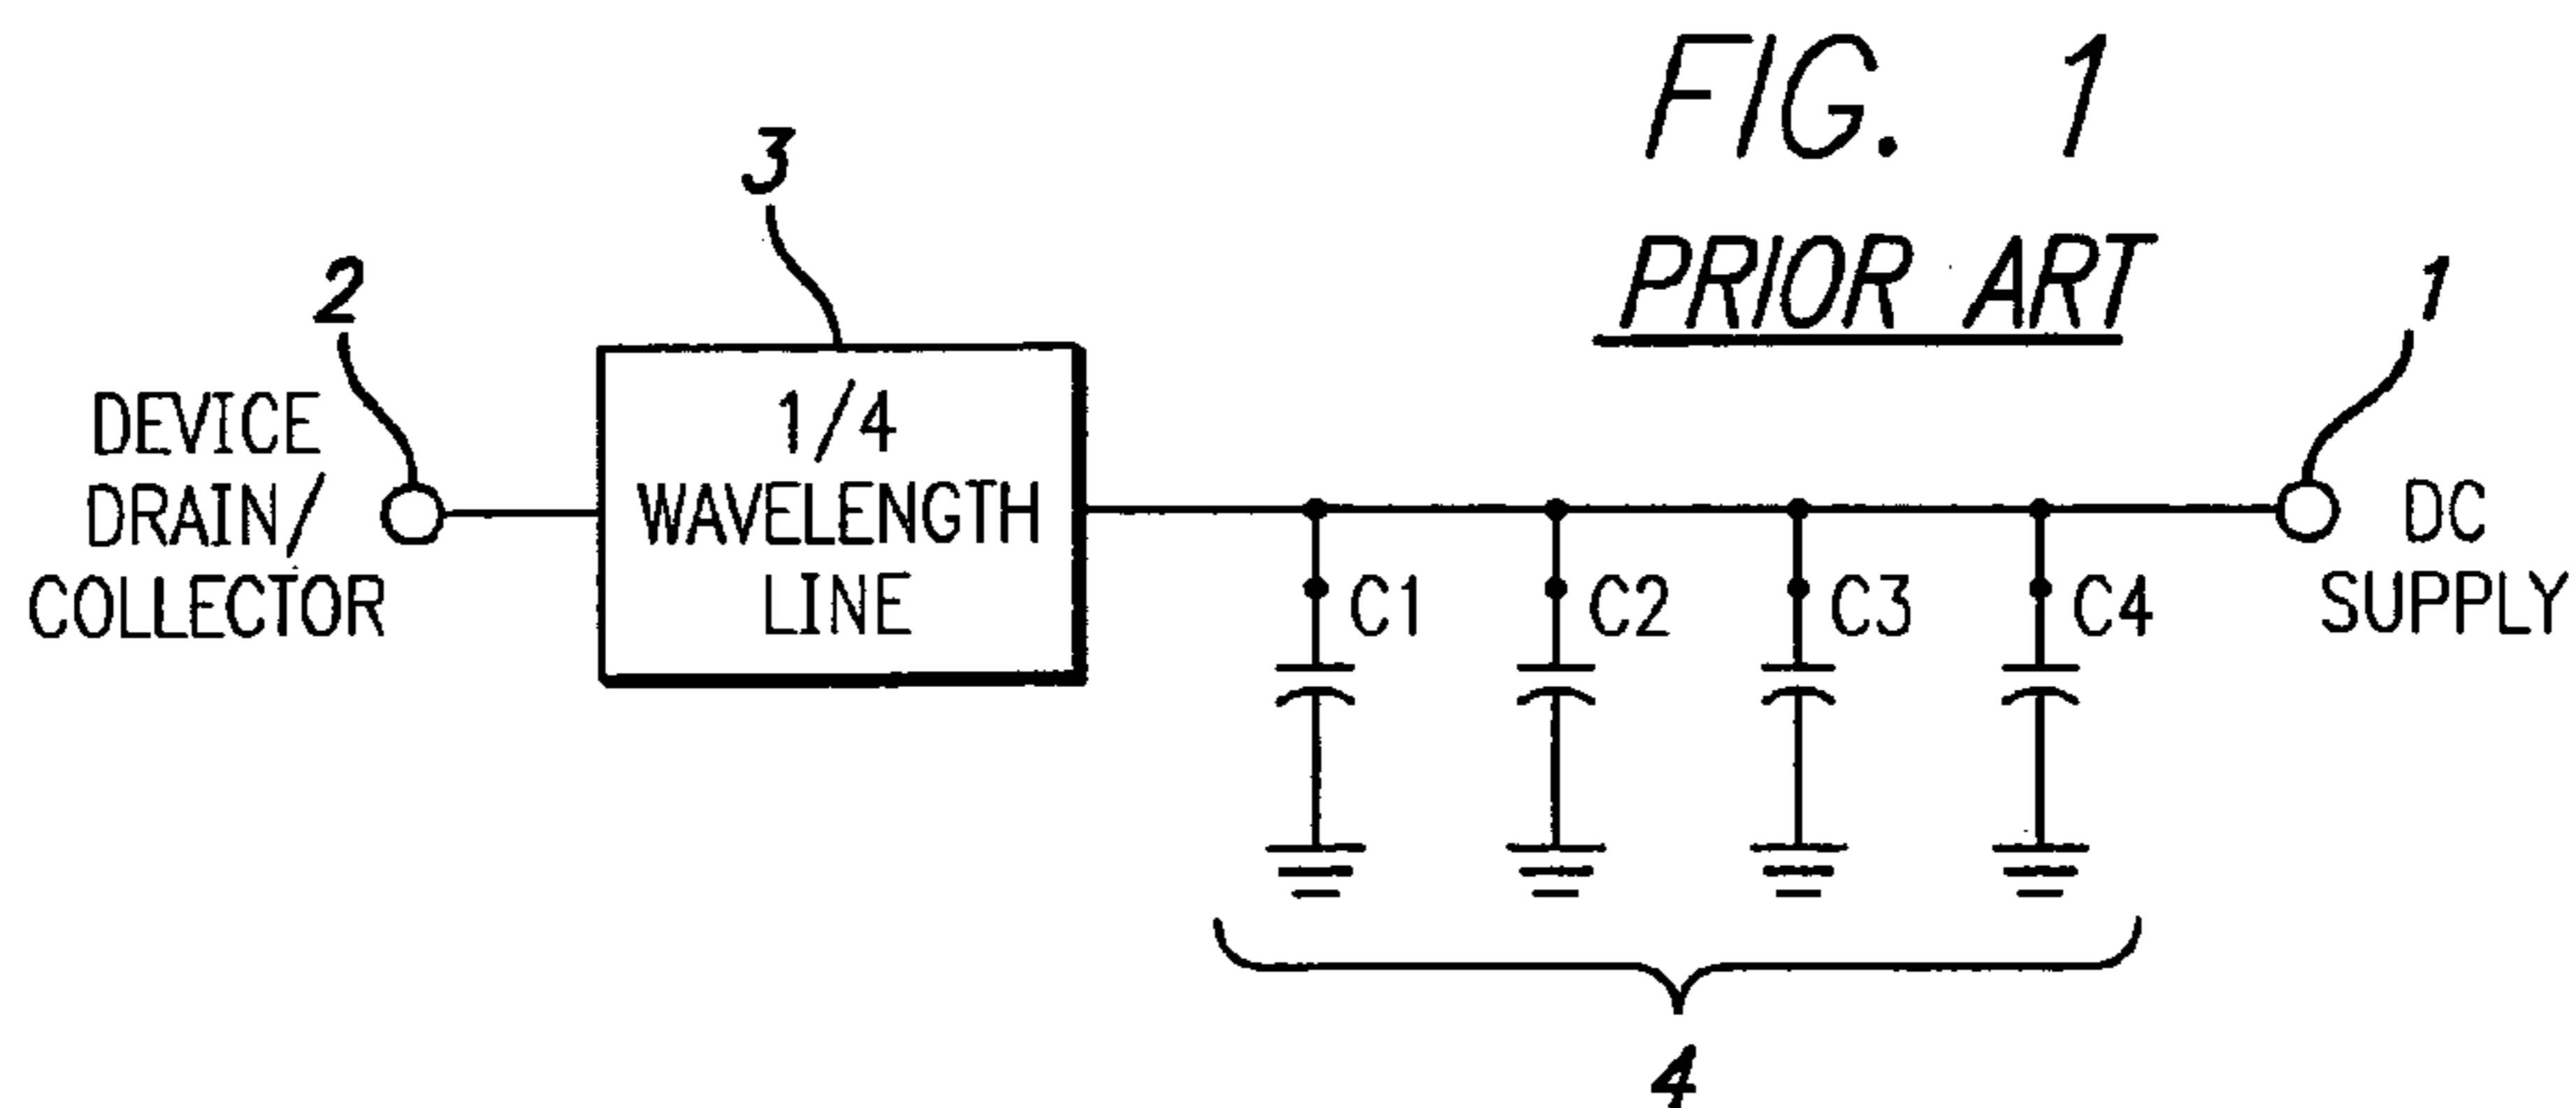 FIG. 1
PRIOR ART
3
2
1
DEVICE
DRAIN/
COLLECTOR
1/4
WAVELENGTH
LINE
DC
SUPPLY
C1
C2
C3
C4
4